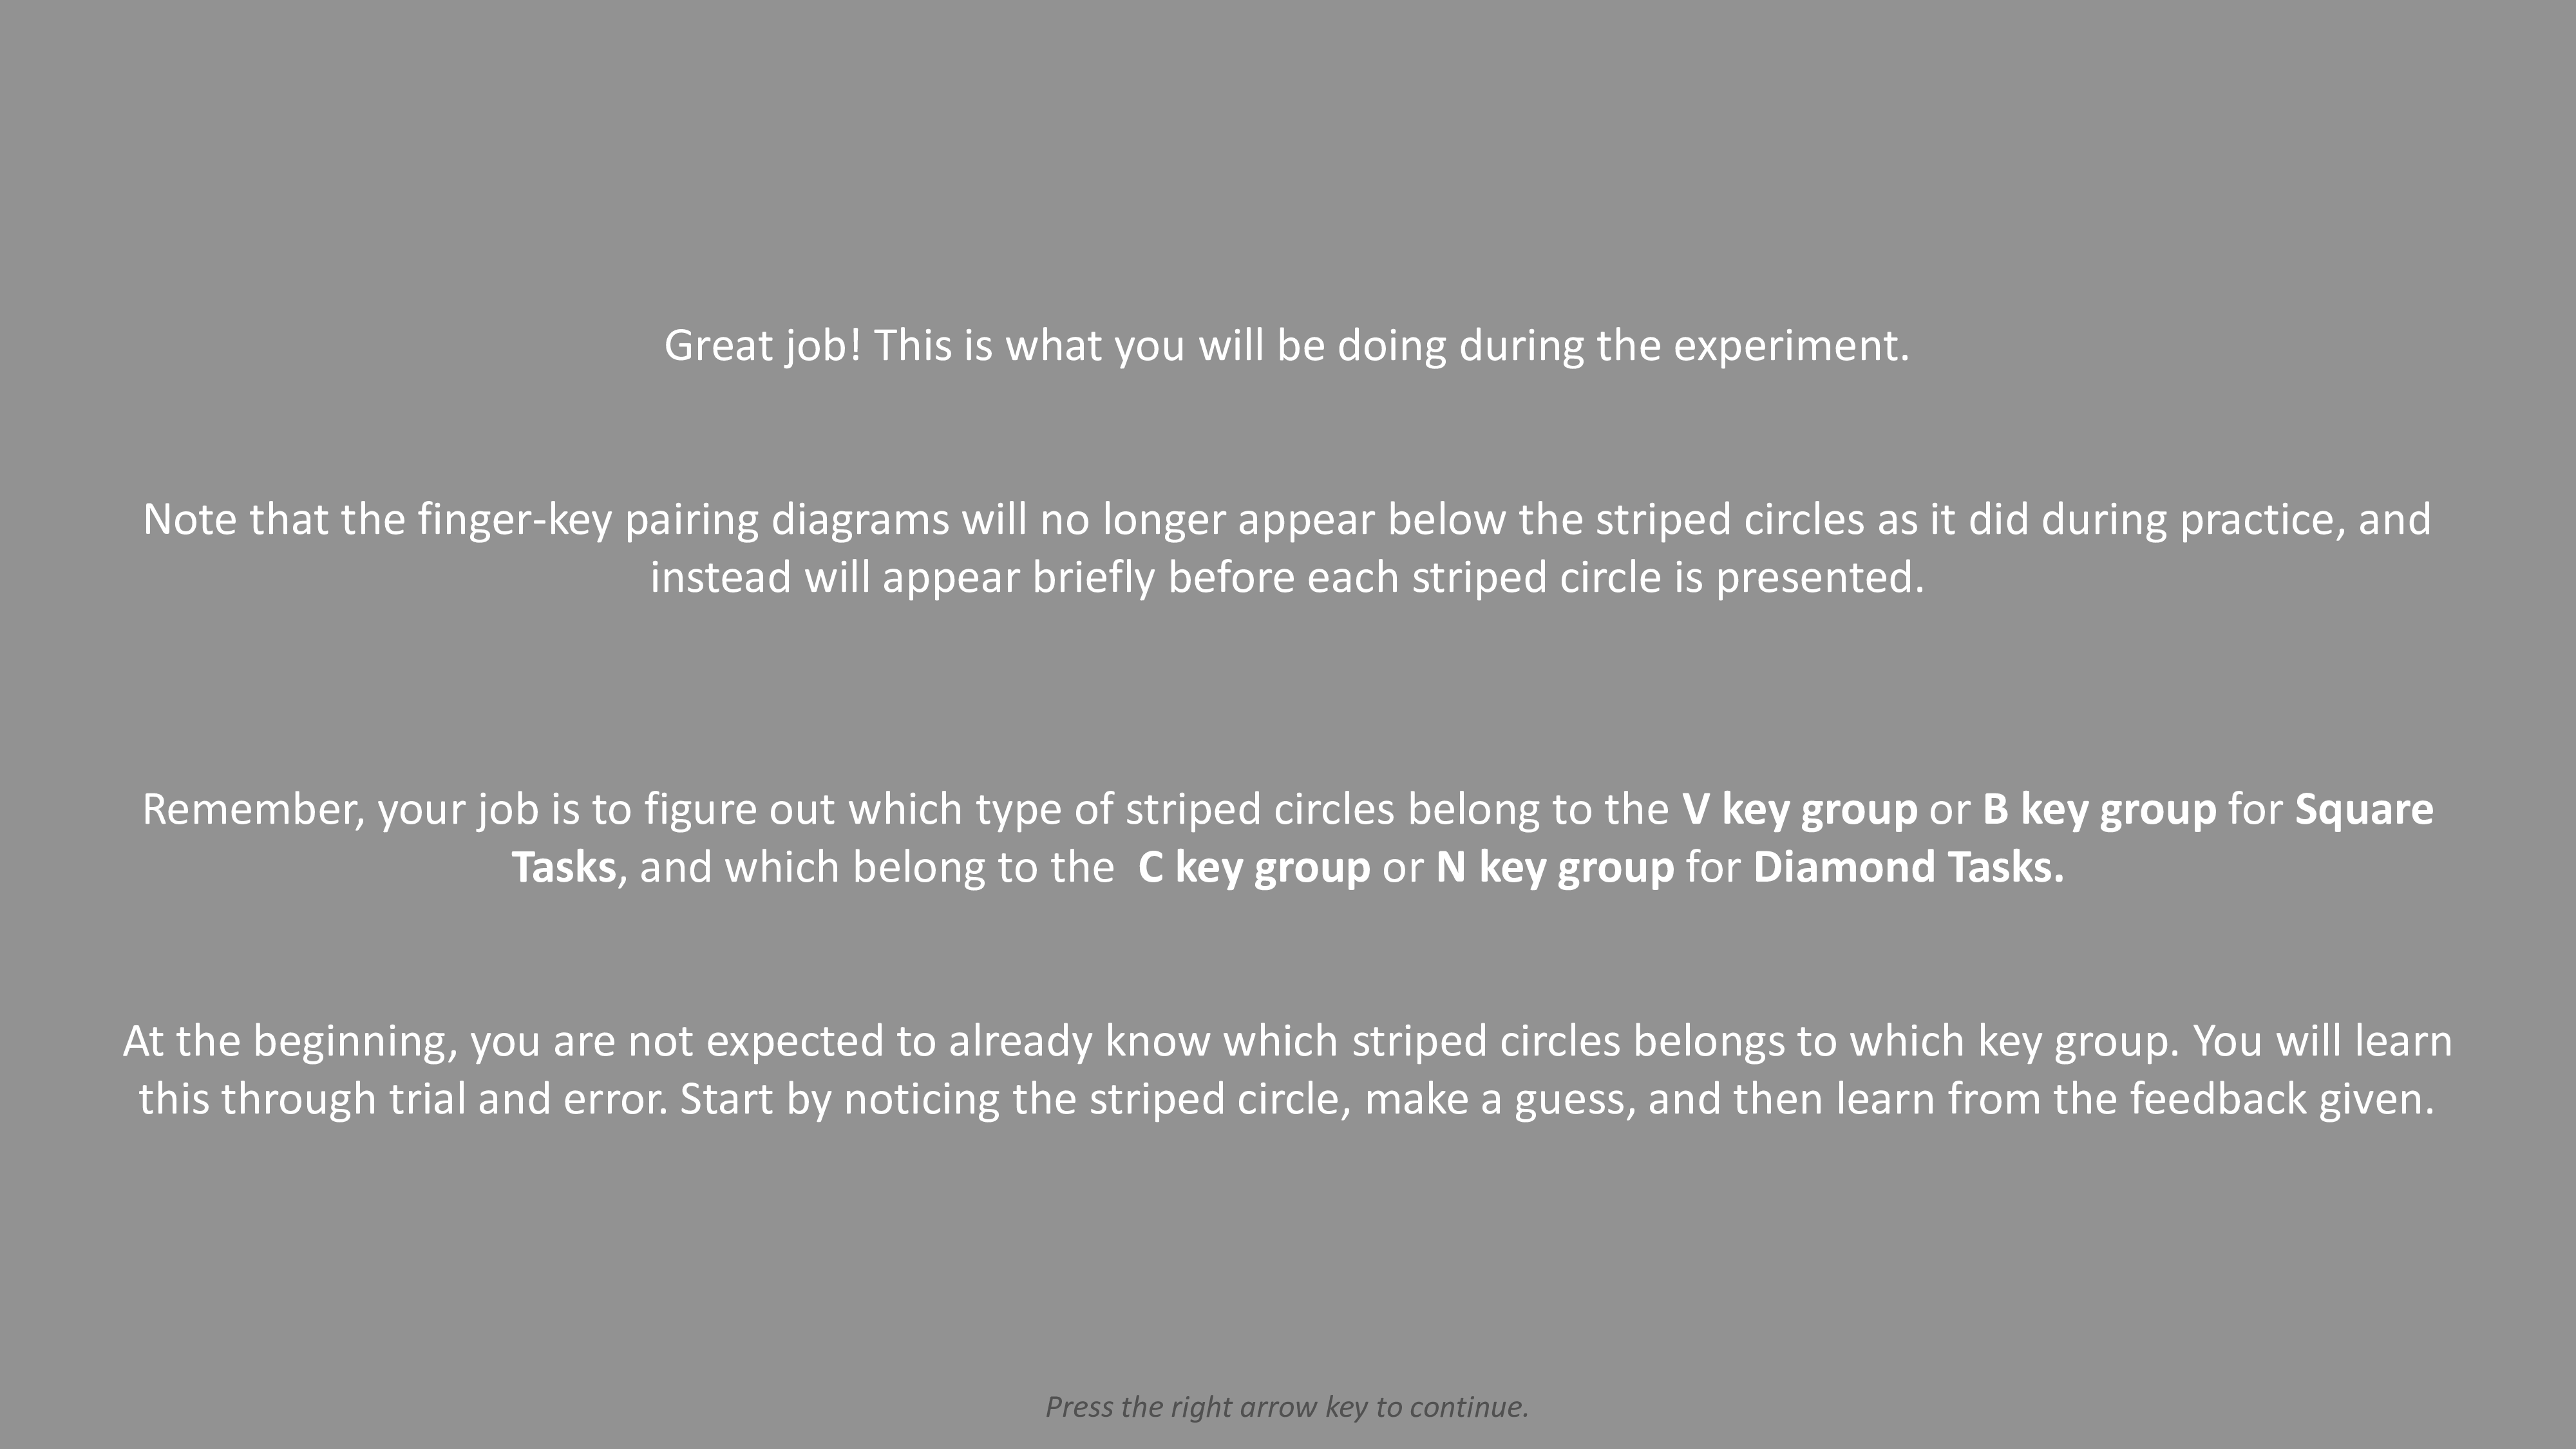 Great job! This is what you will be doing during the experiment.
Note that the finger-key pairing diagrams will no longer appear below the striped circles as it did during practice, and
instead will appear briefly before each striped circle is presented.
Remember, your job is to figure out which type of striped circles belong to the V key group or B key group for Square
Tasks, and which belong to the C key group or N key group for Diamond Tasks.
At the beginning, you are not expected to already know which striped circles belongs to which key group. You will learn
this through trial and error. Start by noticing the striped circle, make a guess, and then learn from the feedback given.
Press the right arrow key to continue.